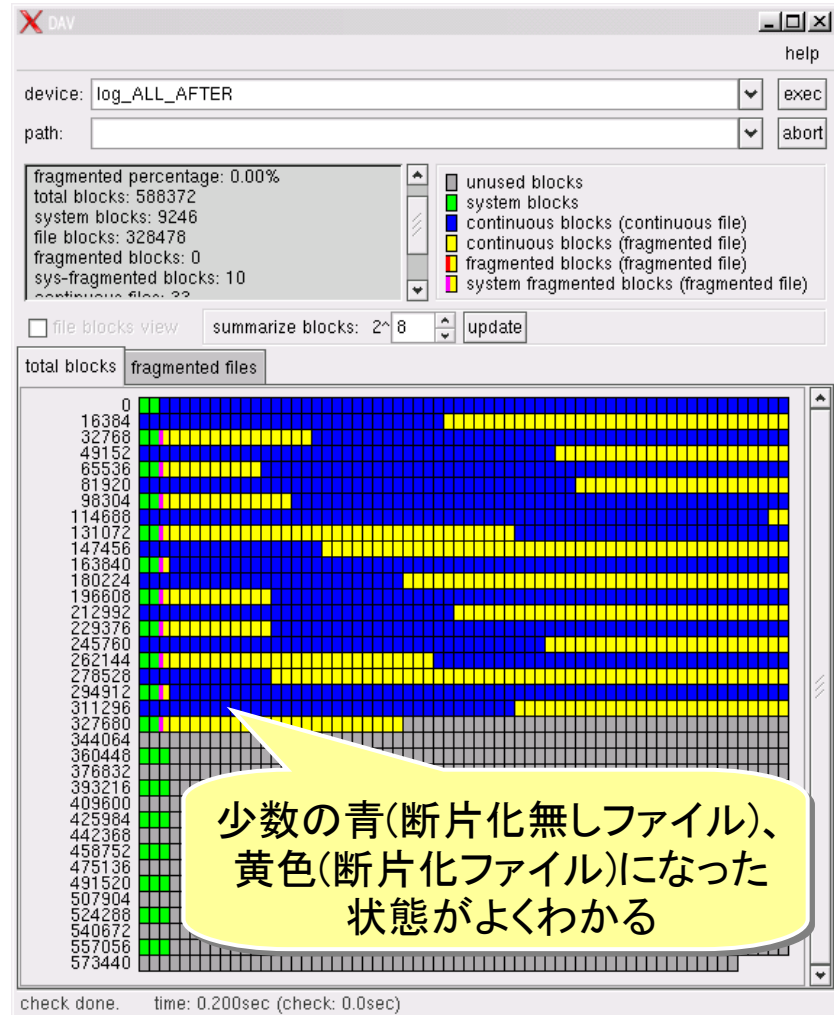 DAV
help
device: log_ALL_AFTER exec
path: abort
fragmented percentage: 0.00%
total blocks: 588372
system blocks: 9246
file blocks: 328478
fragmented blocks: 0
sys-fragmented blocks: 10
continuous files: 33
unused blocks
system blocks
continuous blocks (continuous file)
continuous blocks (fragmented file)
fragmented blocks (fragmented file)
system fragmented blocks (fragmented file)
file blocks view summarize blocks: 2^ 8 update
total blocks fragmented files
0
16384
32768
49152
65536
81920
98304
114688
131072
147456
163840
180224
196608
212992
229376
245760
262144
278528
294912
311296
327680
344064
360448
376832
393216
409600
425984
442368
458752
475136
491520
507904
524288
540672
557056
573440
少数の青(断片化無しファイル)、
黄色(断片化ファイル)になった
状態がよくわかる
check done. time: 0.200sec (check: 0.0sec)